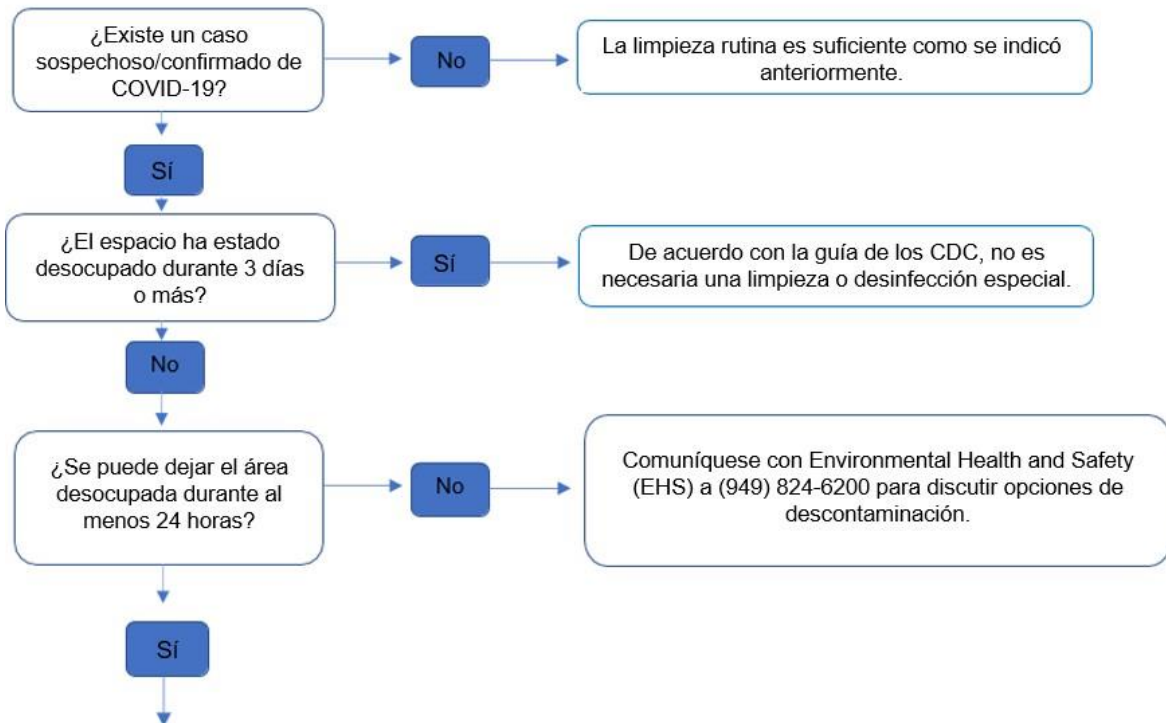 ¿Existe un caso
sospechoso/confirmado de
COVID-19?
No
La limpieza rutina es suficiente como se indicó
anteriormente.
Sí
¿El espacio ha estado
desocupado durante 3 días
o más?
Sí
De acuerdo con la guía de los CDC, no es
necesaria una limpieza o desinfección especial.
No
¿Se puede dejar el área
desocupada durante al
menos 24 horas?
No
Comuníquese con Environmental Health and Safety
(EHS) a (949) 824-6200 para discutir opciones de
descontaminación.
Sí